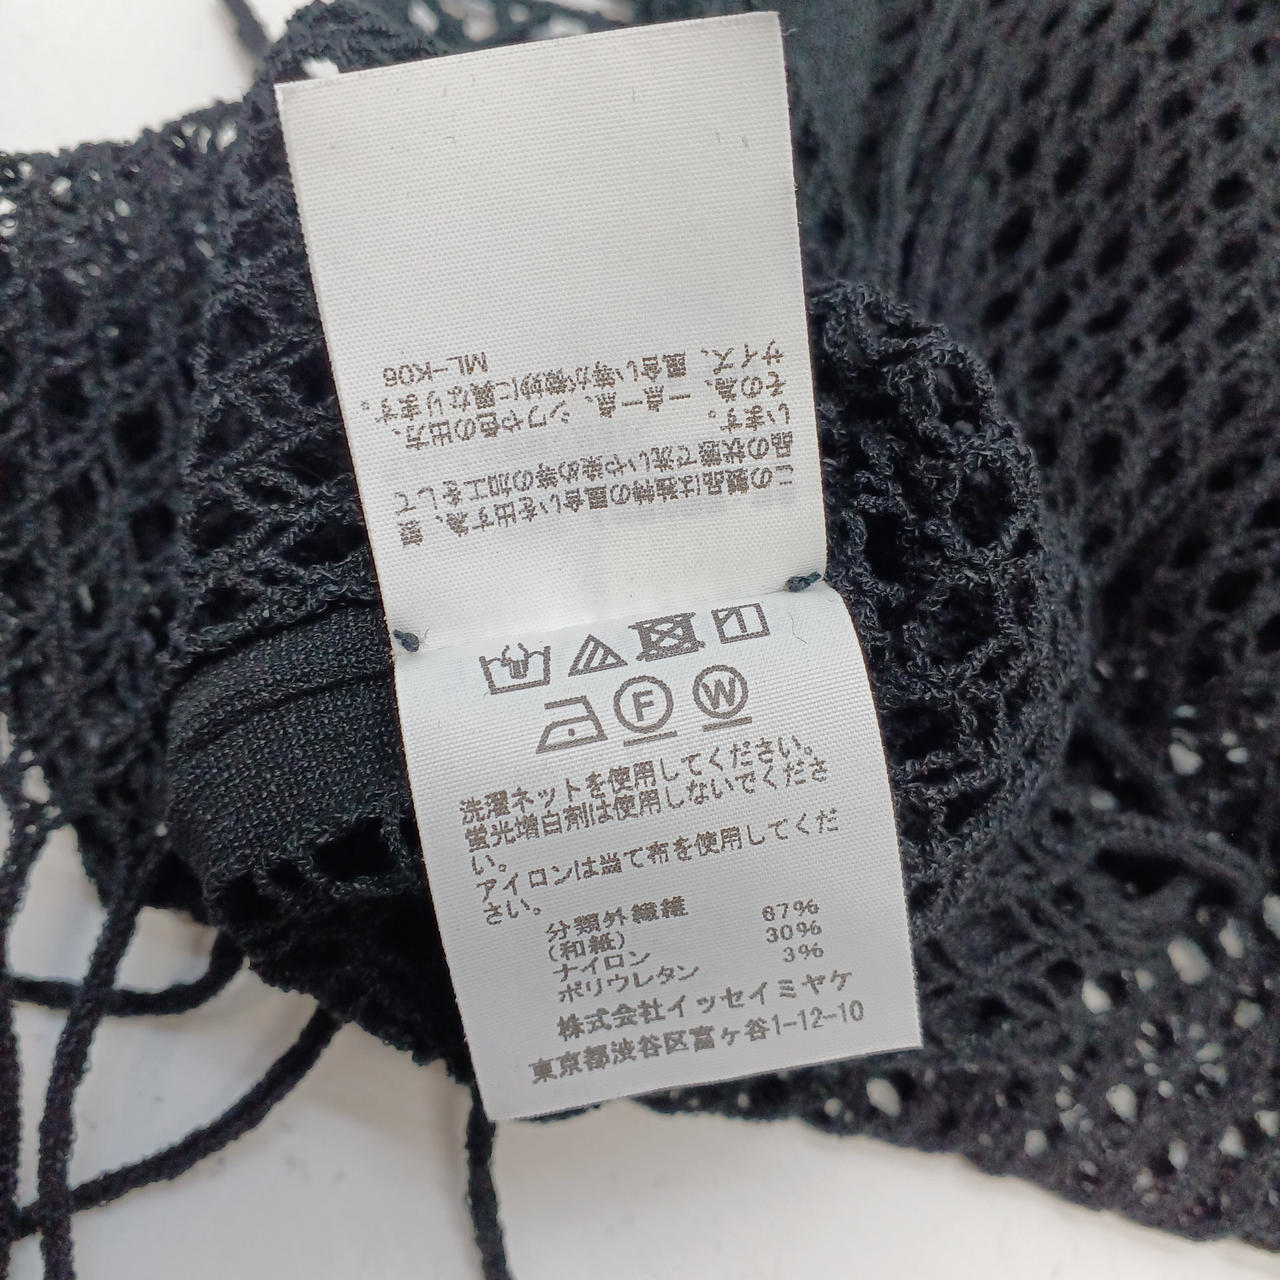 この製品は独特の風合いを出す為、製
品の状態で洗いや染め等の加工をして
います。
その為、一点一点、シワや色の出方、
サイズ、風合い等が微妙に異なります。
ML-K06
F W
洗濯ネットを使用してください。
蛍光増白剤は使用しないでくださ
い。
アイロンは当て布を使用してくだ
さい。
分類外繊維 67%
(和紙)
ナイロン 30%
ポリウレタン 3%
株式会社イッセイミヤケ
東京都渋谷区富ヶ谷1-12-10